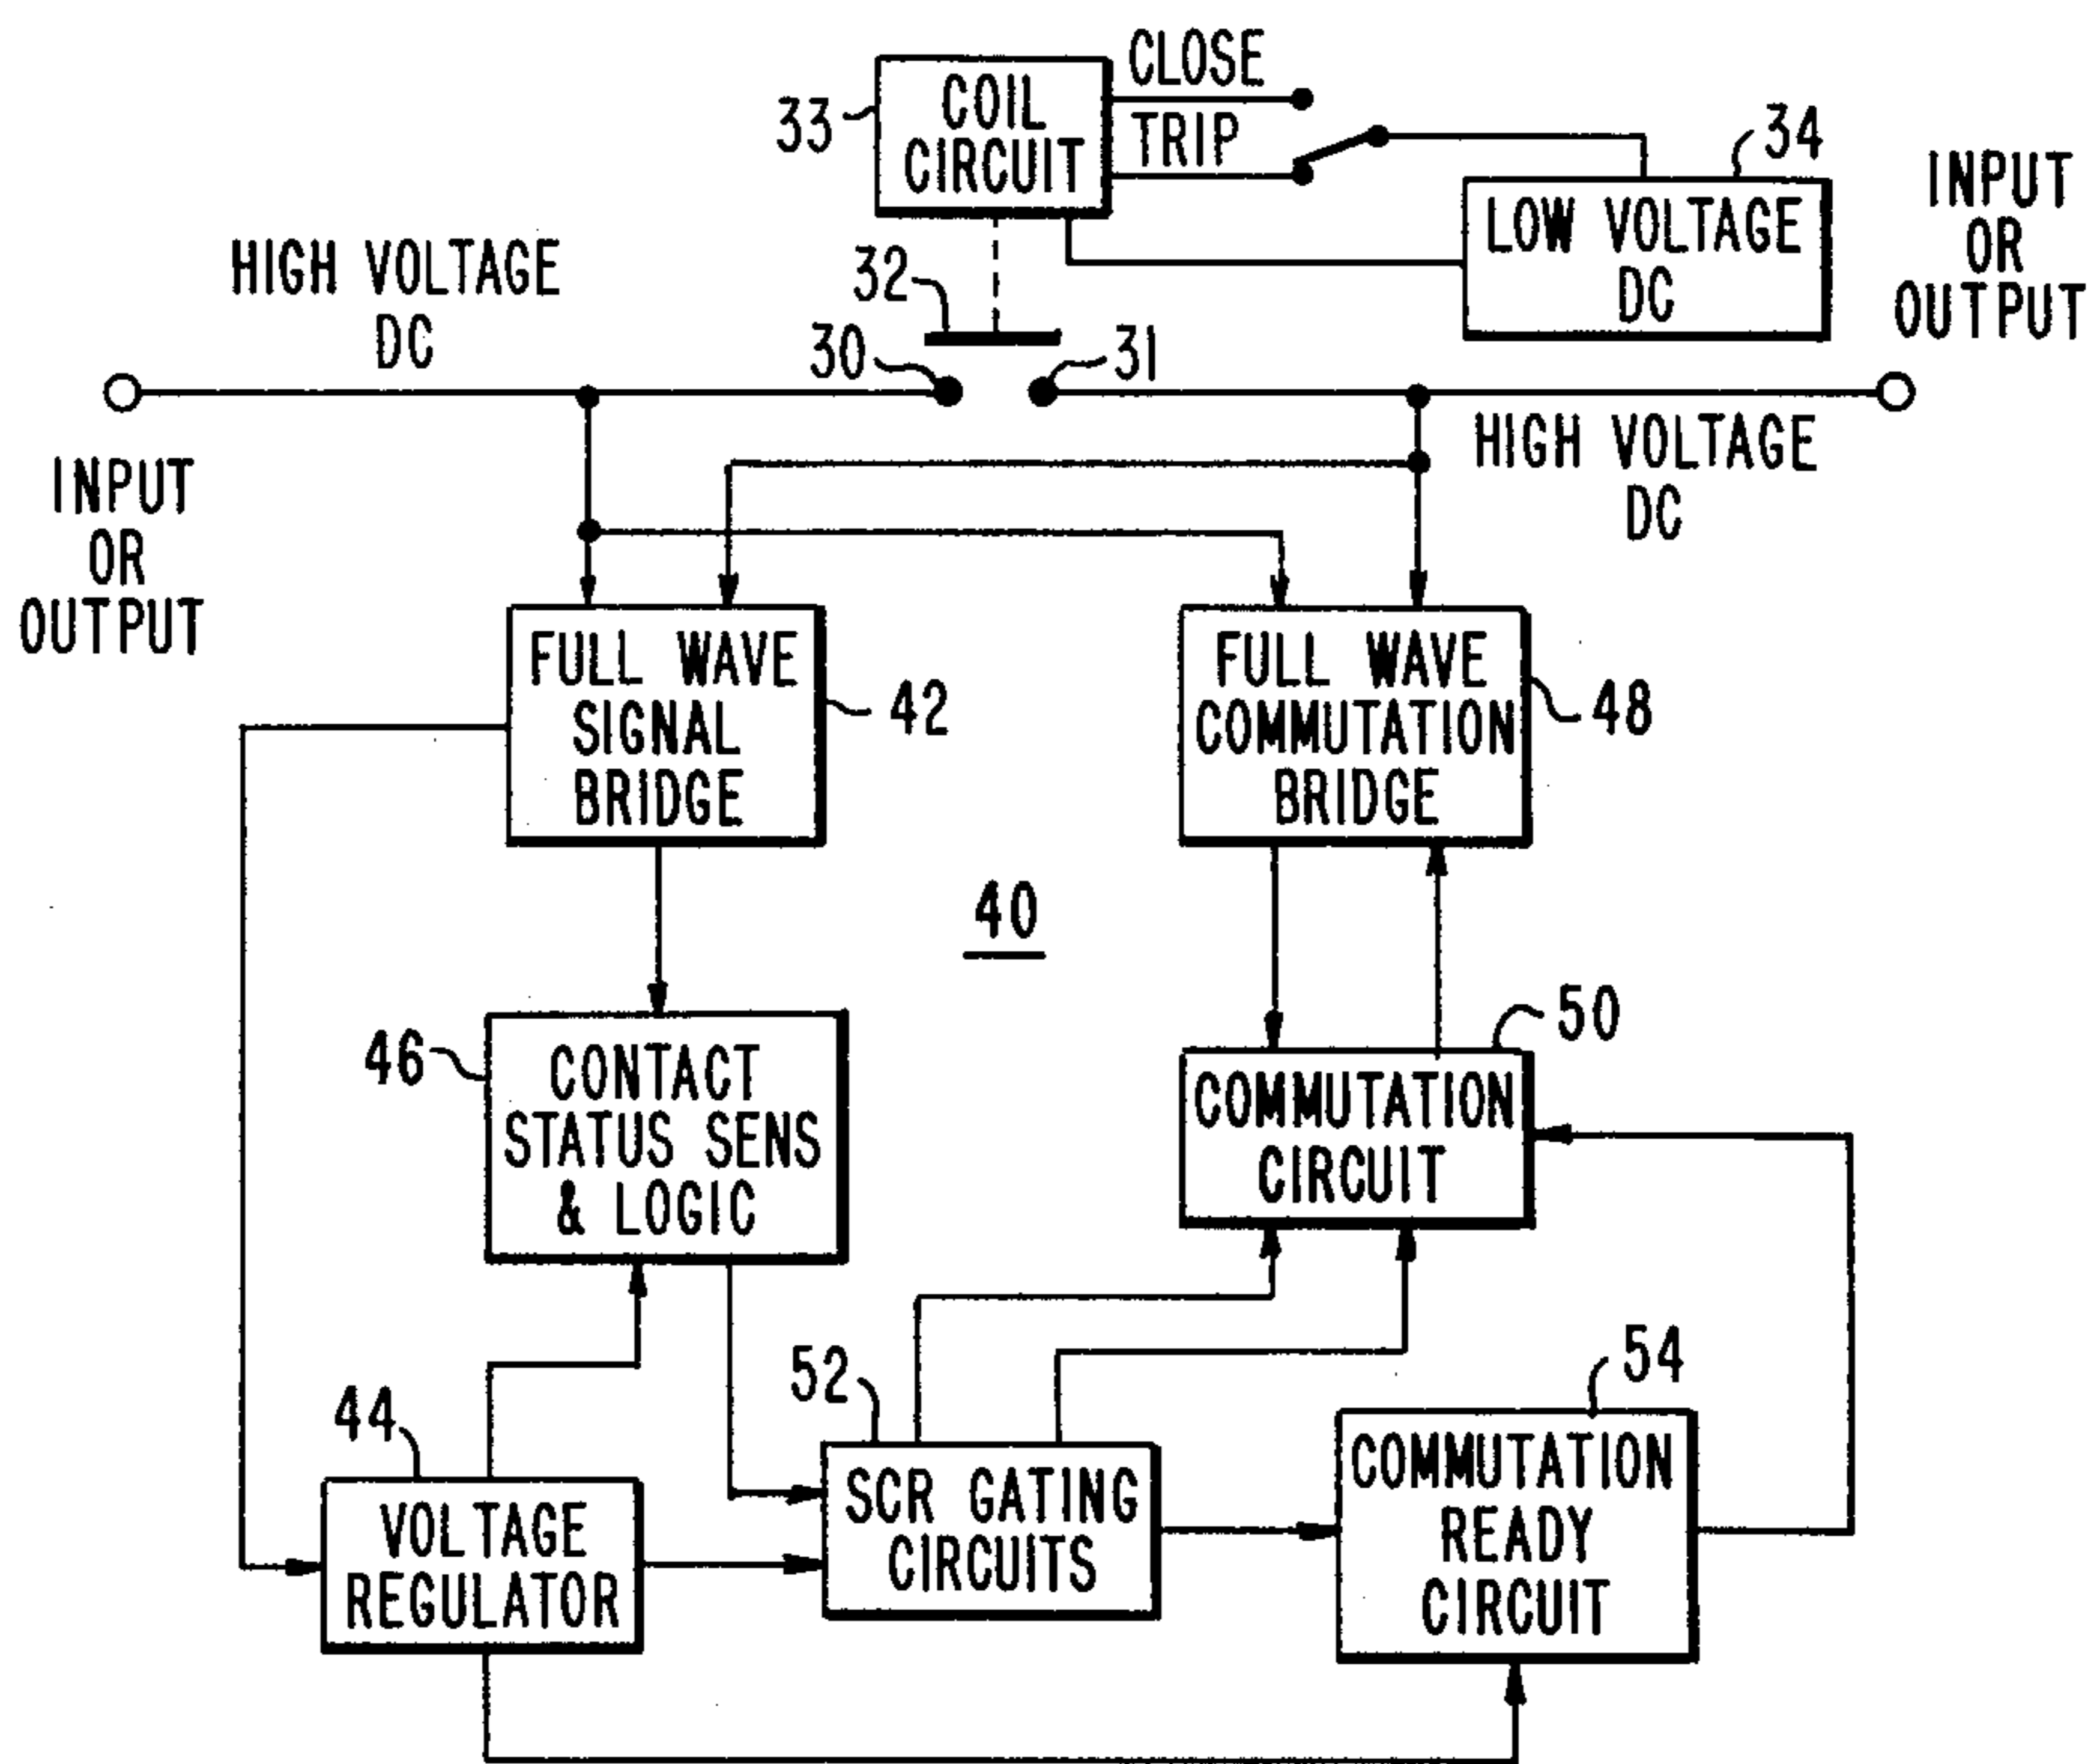 CLOSE
33
COIL
CIRCUIT
TRIP
34
INPUT
OR
OUTPUT
LOW VOLTAGE
DC
HIGH VOLTAGE
DC
32
30
31
HIGH VOLTAGE
DC
INPUT
OR
OUTPUT
FULL WAVE
SIGNAL
BRIDGE
42
FULL WAVE
COMMUTATION
BRIDGE
48
40
46
CONTACT
STATUS SENS
& LOGIC
50
COMMUTATION
CIRCUIT
44
VOLTAGE
REGULATOR
52
SCR GATING
CIRCUITS
54
COMMUTATION
READY
CIRCUIT